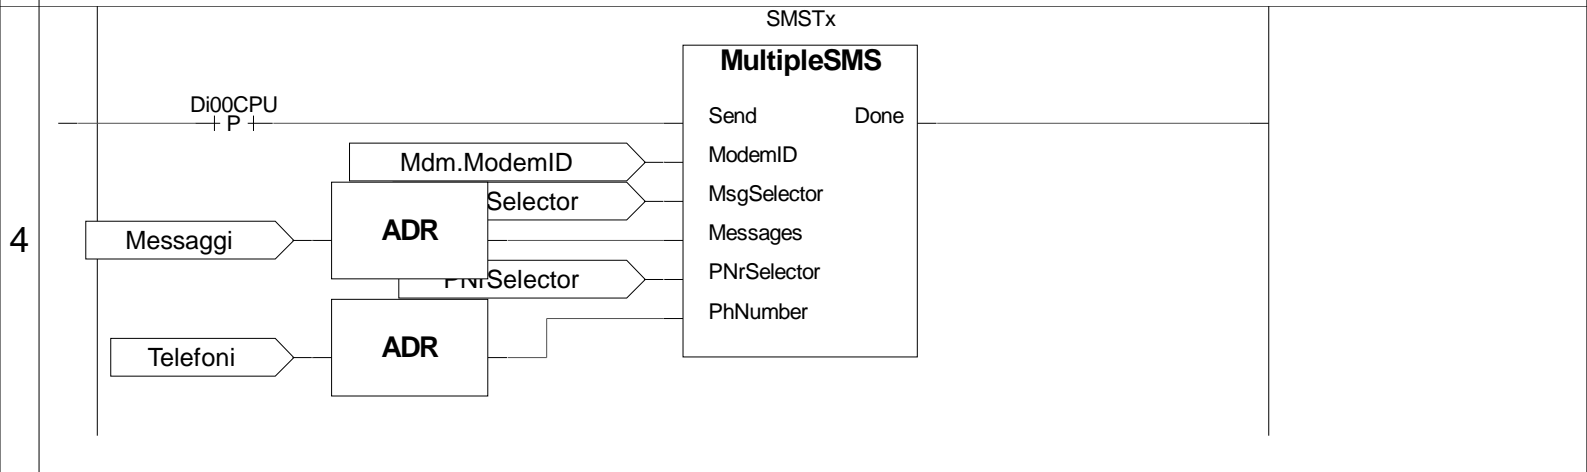 SMSTx
MultipleSMS
Di00CPU
P
Send Done
Mdm.ModemID ModemID
Selector MsgSelector
4 Messaggi ADR Messages
PNrSelector PNrSelector
PhNumber
Telefoni ADR